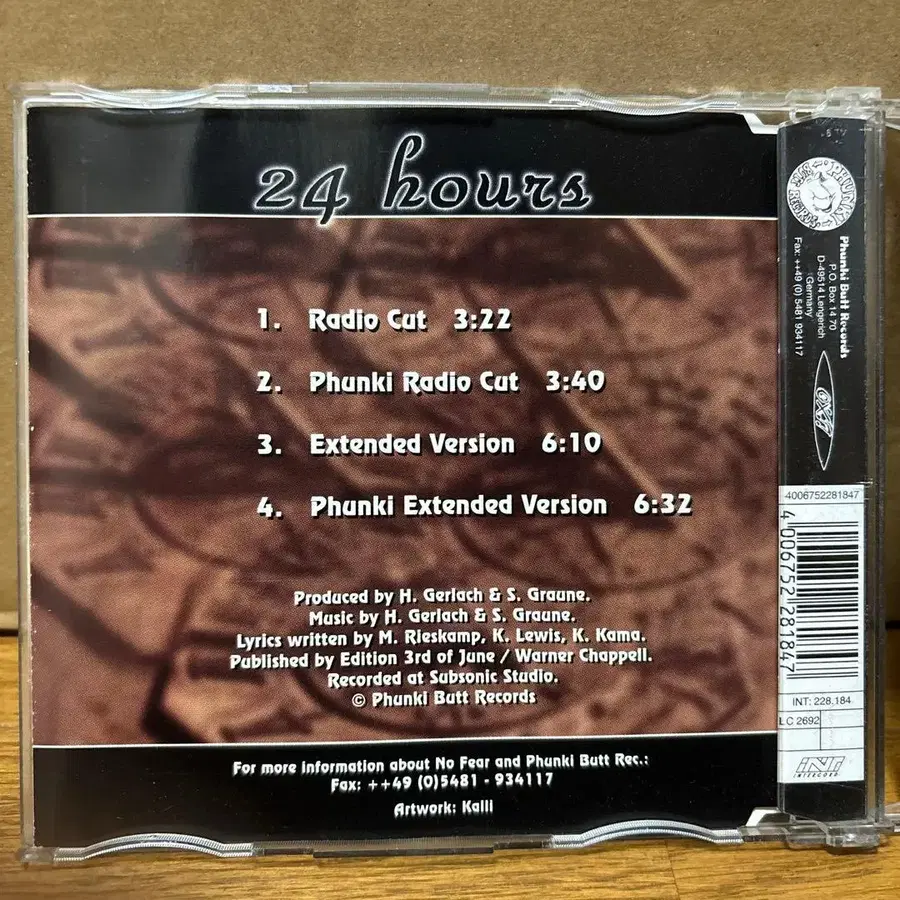 24 hours
1. Radio Cut 3:22
2. Phunki Radio Cut 3:40
3. Extended Version 6:10
4. Phunki Extended Version 6:32
Produced by H. Gerlach & S. Graune.
Music by H. Gerlach & S. Graune.
Lyrics written by M. Rieskamp, K. Lewis, K. Kama.
Published by Edition 3rd of June / Warner Chappell.
Recorded at Subsonic Studio.
© Phunki Butt Records
For more information about No Fear and Phunki Butt Rec.:
Fax: ++49 (0)5481 - 934117
Artwork: Kalli
Phunki Butt Records
P.O. Box 14 70
D-49514 Lengerich
Germany
Fax: ++49 (0) 5481 934117
4006752281847
4 006752 281847
INT: 228.184
LC 2692
INT
INTERCORD